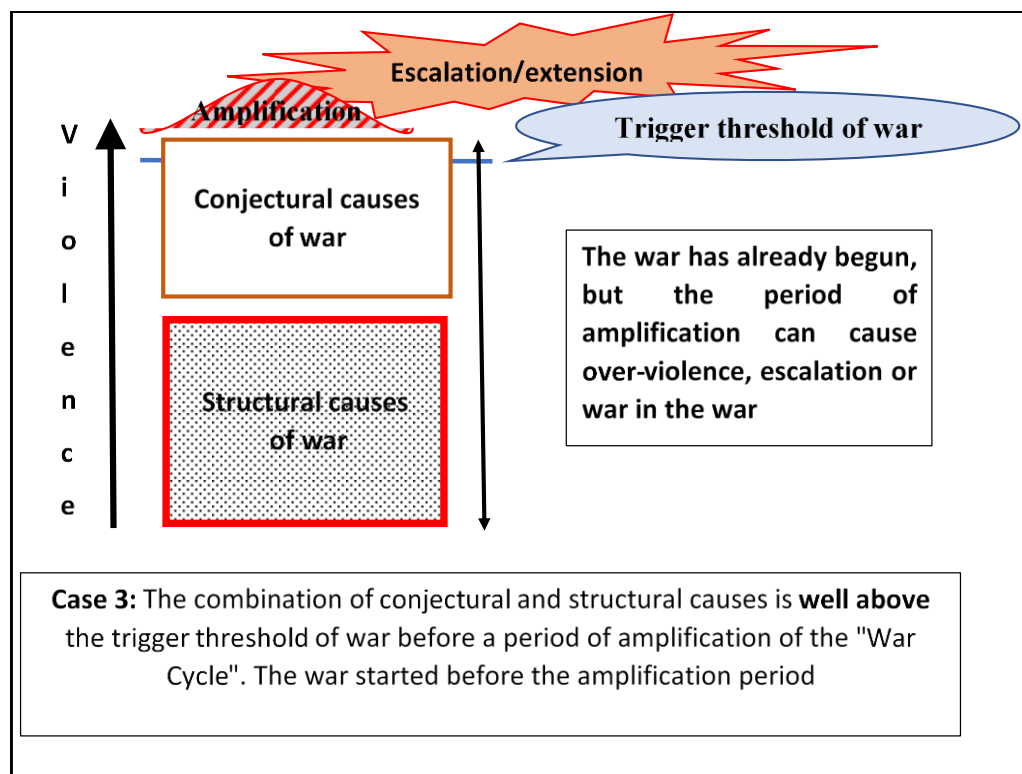 Escalation/extension
Amplification
Trigger threshold of war
Violence
Conjectural causes
of war
The war has already begun,
but the period of
amplification can cause
over-violence, escalation or
war in the war
Structural causes
of war
Case 3: The combination of conjectural and structural causes is well above
the trigger threshold of war before a period of amplification of the "War
Cycle". The war started before the amplification period